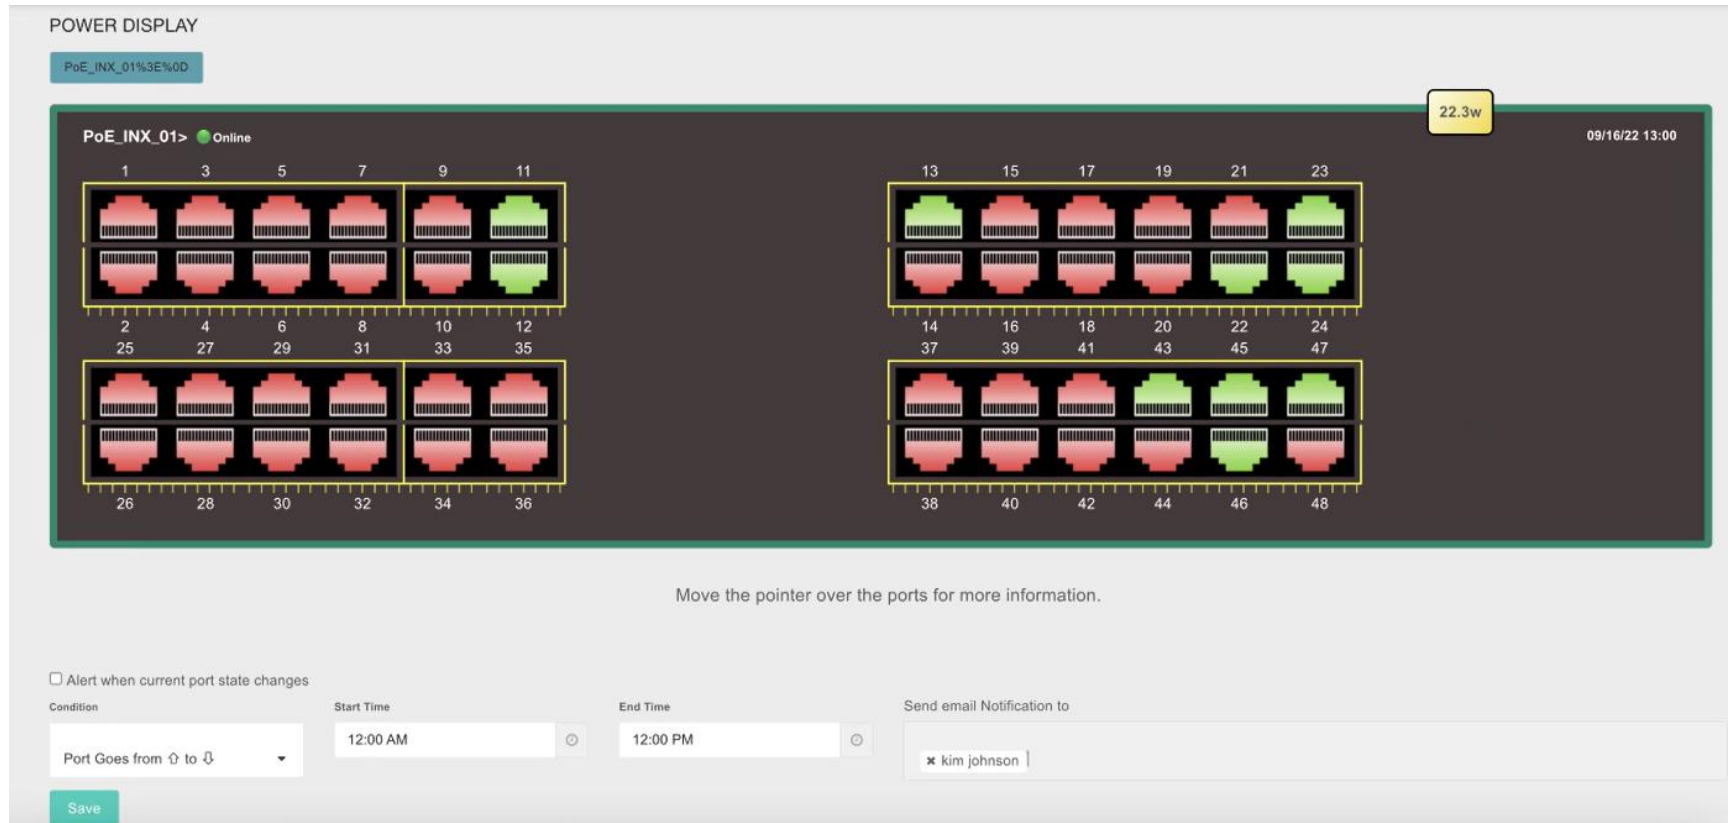 POWER DISPLAY
PoE_INX_01%3E%0D
22.3w
PoE_INX_01> Online
09/16/22 13:00
1 3 5 7 9 11 13 15 17 19 21 23
2 4 6 8 10 12 14 16 18 20 22 24
25 27 29 31 33 35 37 39 41 43 45 47
26 28 30 32 34 36 38 40 42 44 46 48
Move the pointer over the ports for more information.
Alert when current port state changes
Condition Start Time End Time Send email Notification to
Port Goes from ⇧ to ⇩ 12:00 AM 12:00 PM ✖ kim johnson
Save